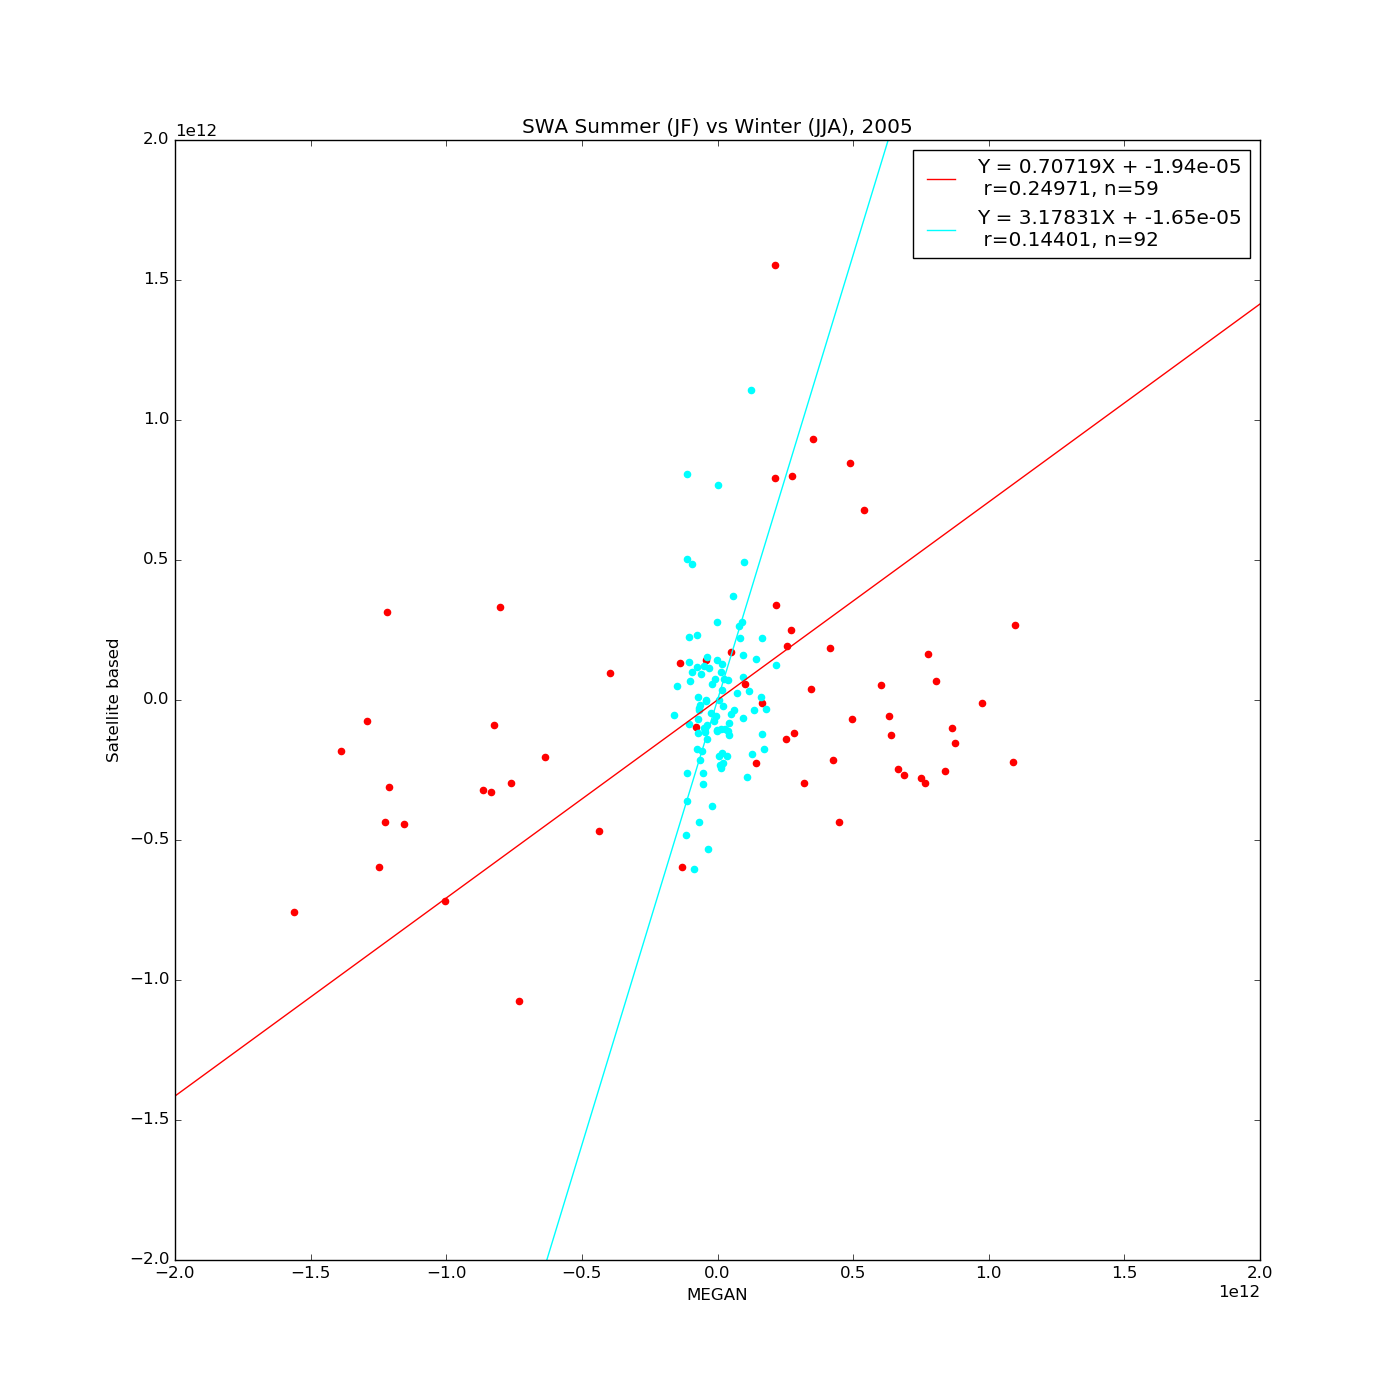 SWA Summer (JF) vs Winter (JJA), 2005
1e12
Y = 0.70719X + -1.94e-05
r=0.24971, n=59
Y = 3.17831X + -1.65e-05
r=0.14401, n=92
2.0
1.5
1.0
0.5
0.0
−0.5
−1.0
−1.5
−2.0
Satellite based
−2.0 −1.5 −1.0 −0.5 0.0 0.5 1.0 1.5 2.0
MEGAN
1e12